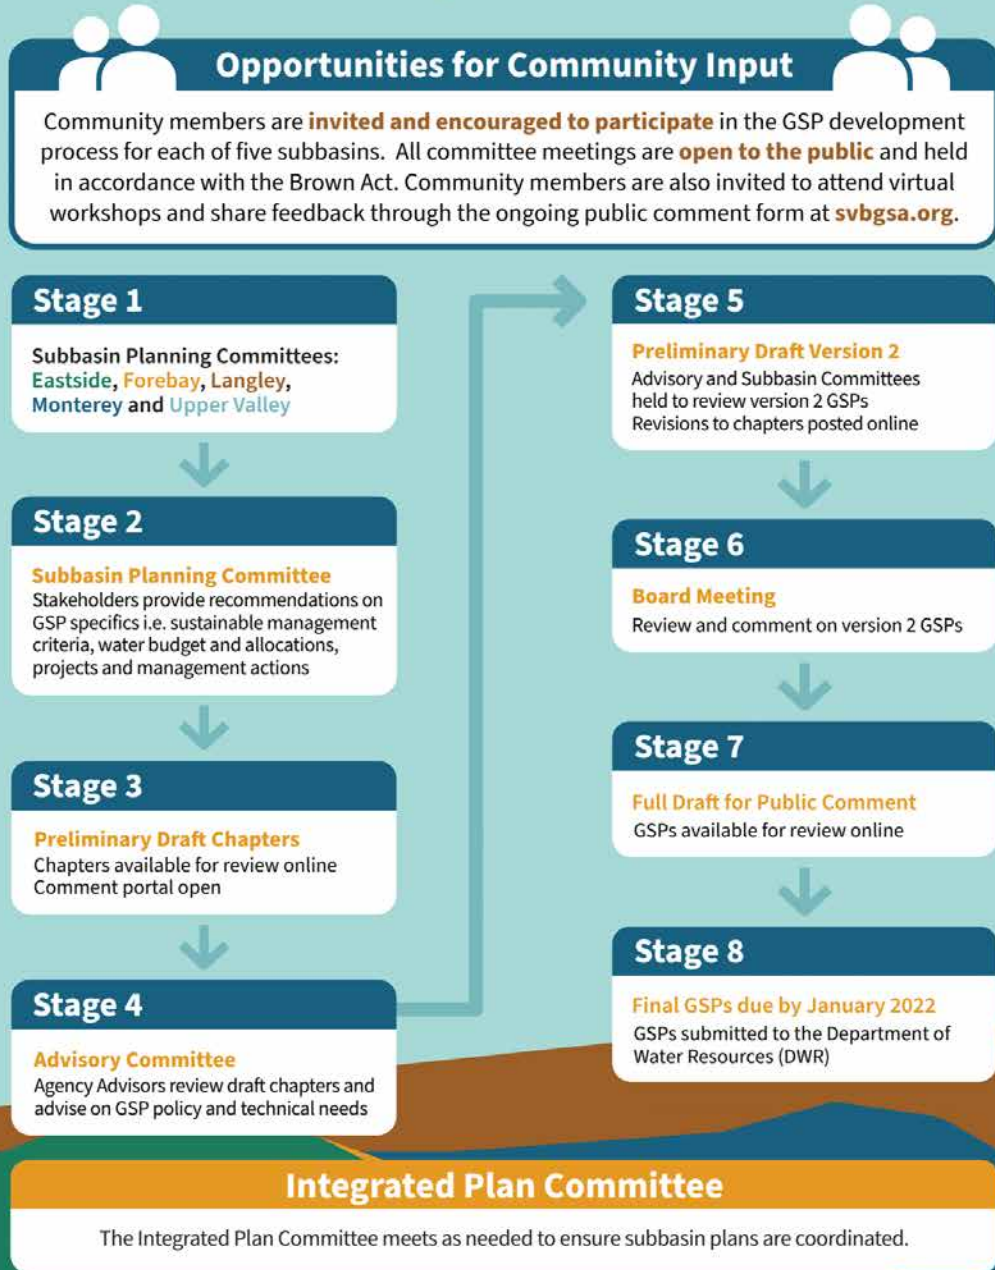 Opportunities for Community Input
Community members are invited and encouraged to participate in the GSP development
process for each of five subbasins. All committee meetings are open to the public and held
in accordance with the Brown Act. Community members are also invited to attend virtual
workshops and share feedback through the ongoing public comment form at svbgsa.org.
Stage 1
Subbasin Planning Committees:
Eastside, Forebay, Langley,
Monterey and Upper Valley
Stage 2
Subbasin Planning Committee
Stakeholders provide recommendations on
GSP specifics i.e. sustainable management
criteria, water budget and allocations,
projects and management actions
Stage 3
Preliminary Draft Chapters
Chapters available for review online
Comment portal open
Stage 4
Advisory Committee
Agency Advisors review draft chapters and
advise on GSP policy and technical needs
Stage 5
Preliminary Draft Version 2
Advisory and Subbasin Committees
held to review version 2 GSPs
Revisions to chapters posted online
Stage 6
Board Meeting
Review and comment on version 2 GSPs
Stage 7
Full Draft for Public Comment
GSPs available for review online
Stage 8
Final GSPs due by January 2022
GSPs submitted to the Department of
Water Resources (DWR)
Integrated Plan Committee
The Integrated Plan Committee meets as needed to ensure subbasin plans are coordinated.